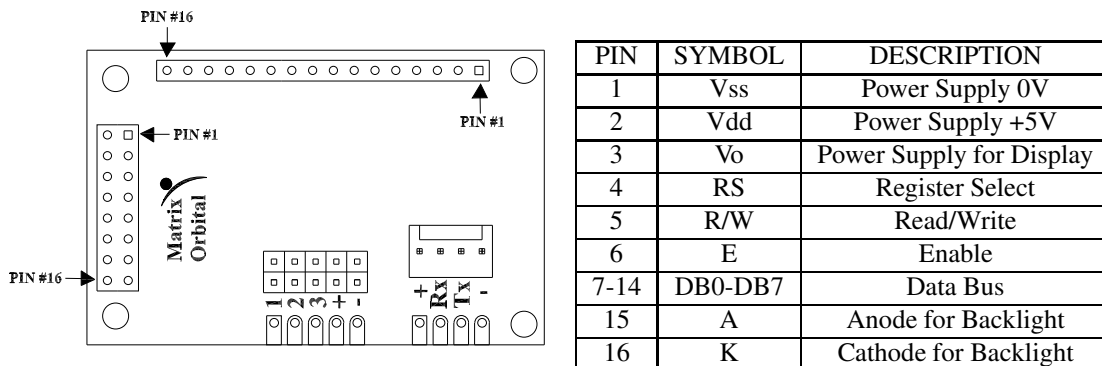 PIN #16
PIN #1
PIN #1
Matrix
Orbital
PIN #16
1 2 3 + -
+ Rx Tx -
PIN SYMBOL DESCRIPTION
1 Vss Power Supply 0V
2 Vdd Power Supply +5V
3 Vo Power Supply for Display
4 RS Register Select
5 R/W Read/Write
6 E Enable
7-14 DB0-DB7 Data Bus
15 A Anode for Backlight
16 K Cathode for Backlight